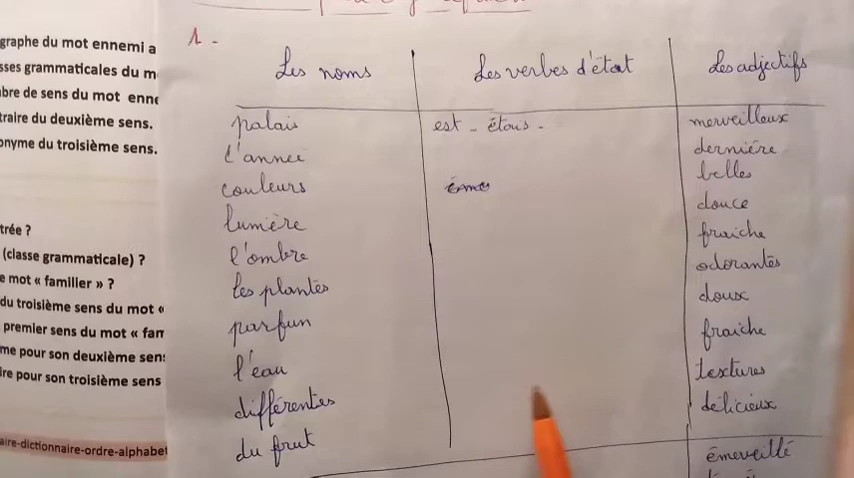 graphe du mot ennemi a
sses grammaticales du m
bre de sens du mot enne
traire du deuxième sens.
onyme du troisième sens.
trée ?
(classe grammaticale) ?
e mot « familier » ?
du troisième sens du mot «
premier sens du mot « fam
me pour son deuxième sens
ire pour son troisième sens
aire-dictionnaire-ordre-alphabet
1.-
Les noms Les verbes d'état Les adjectifs
palais est - étais - merveilleux
l'année dernière
couleurs belles
lumière douce
l'ombre fraiche
les plantes odorantes
parfun doux
l'eau fraiche
différentes textures
du frut délicieux
émerveillé